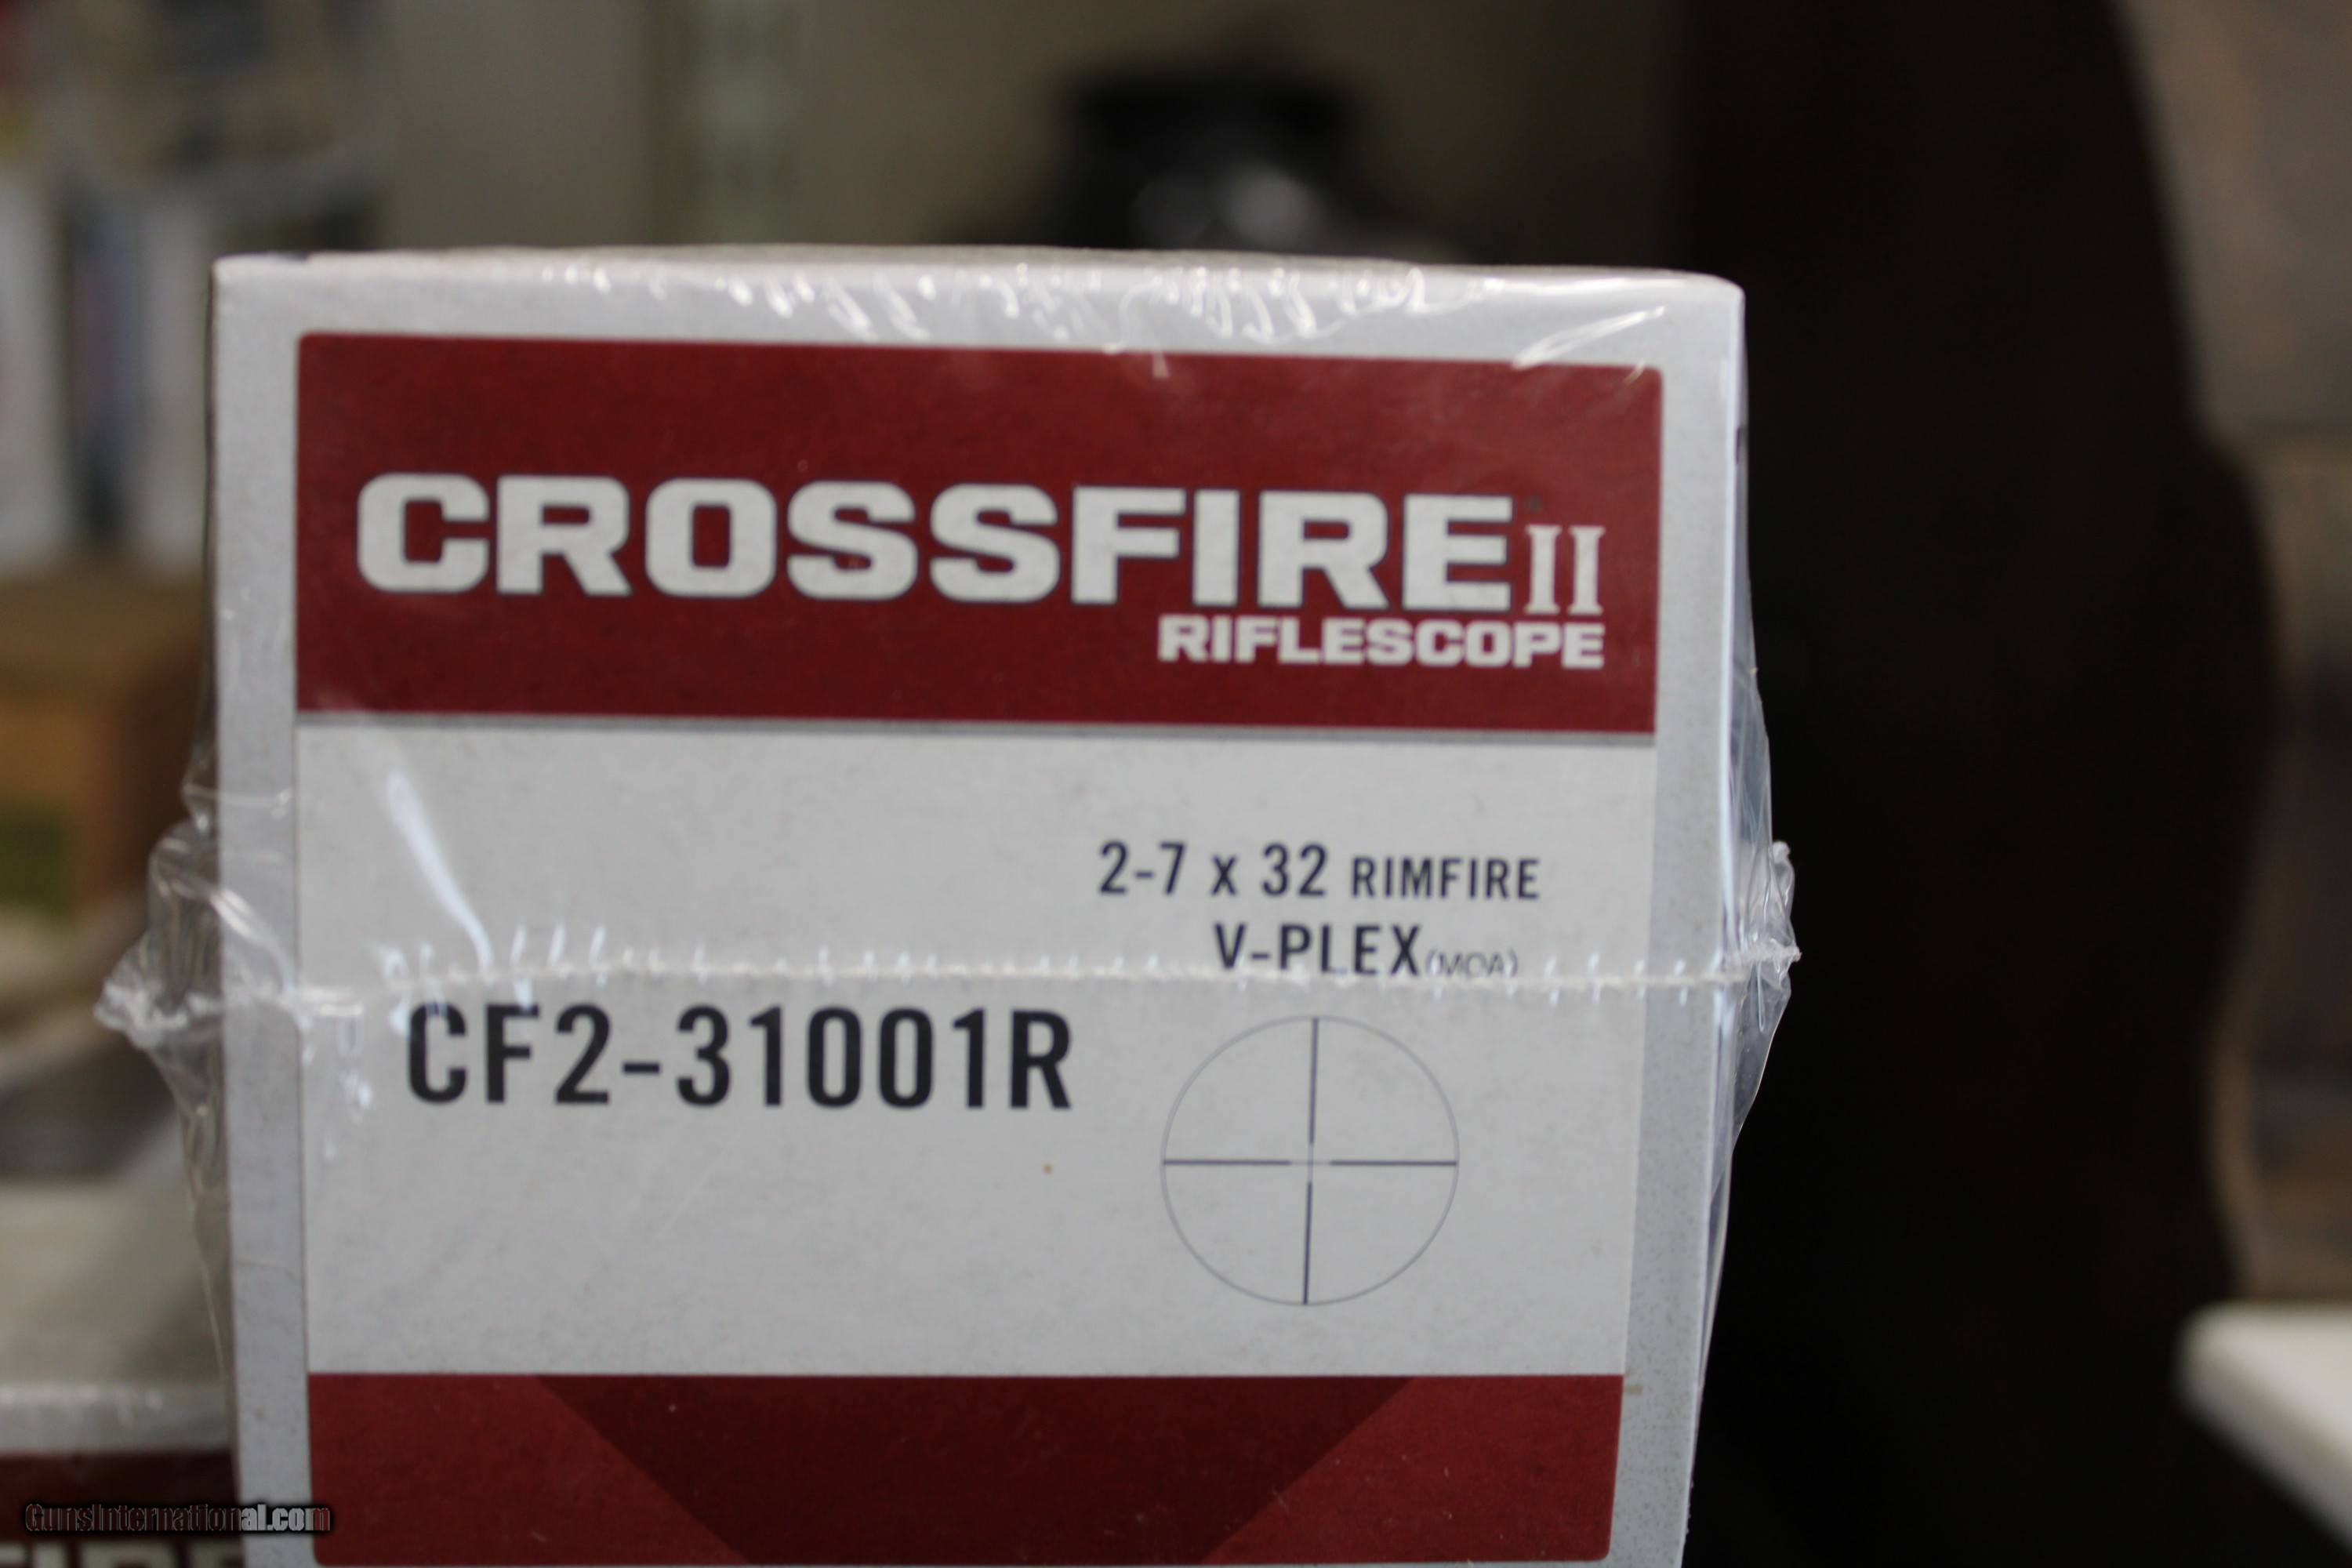 CROSSFIRE II
RIFLESCOPE
2-7 x 32 RIMFIRE
V-PLEX (MOA)
CF2-31001R
GunsInternational.com